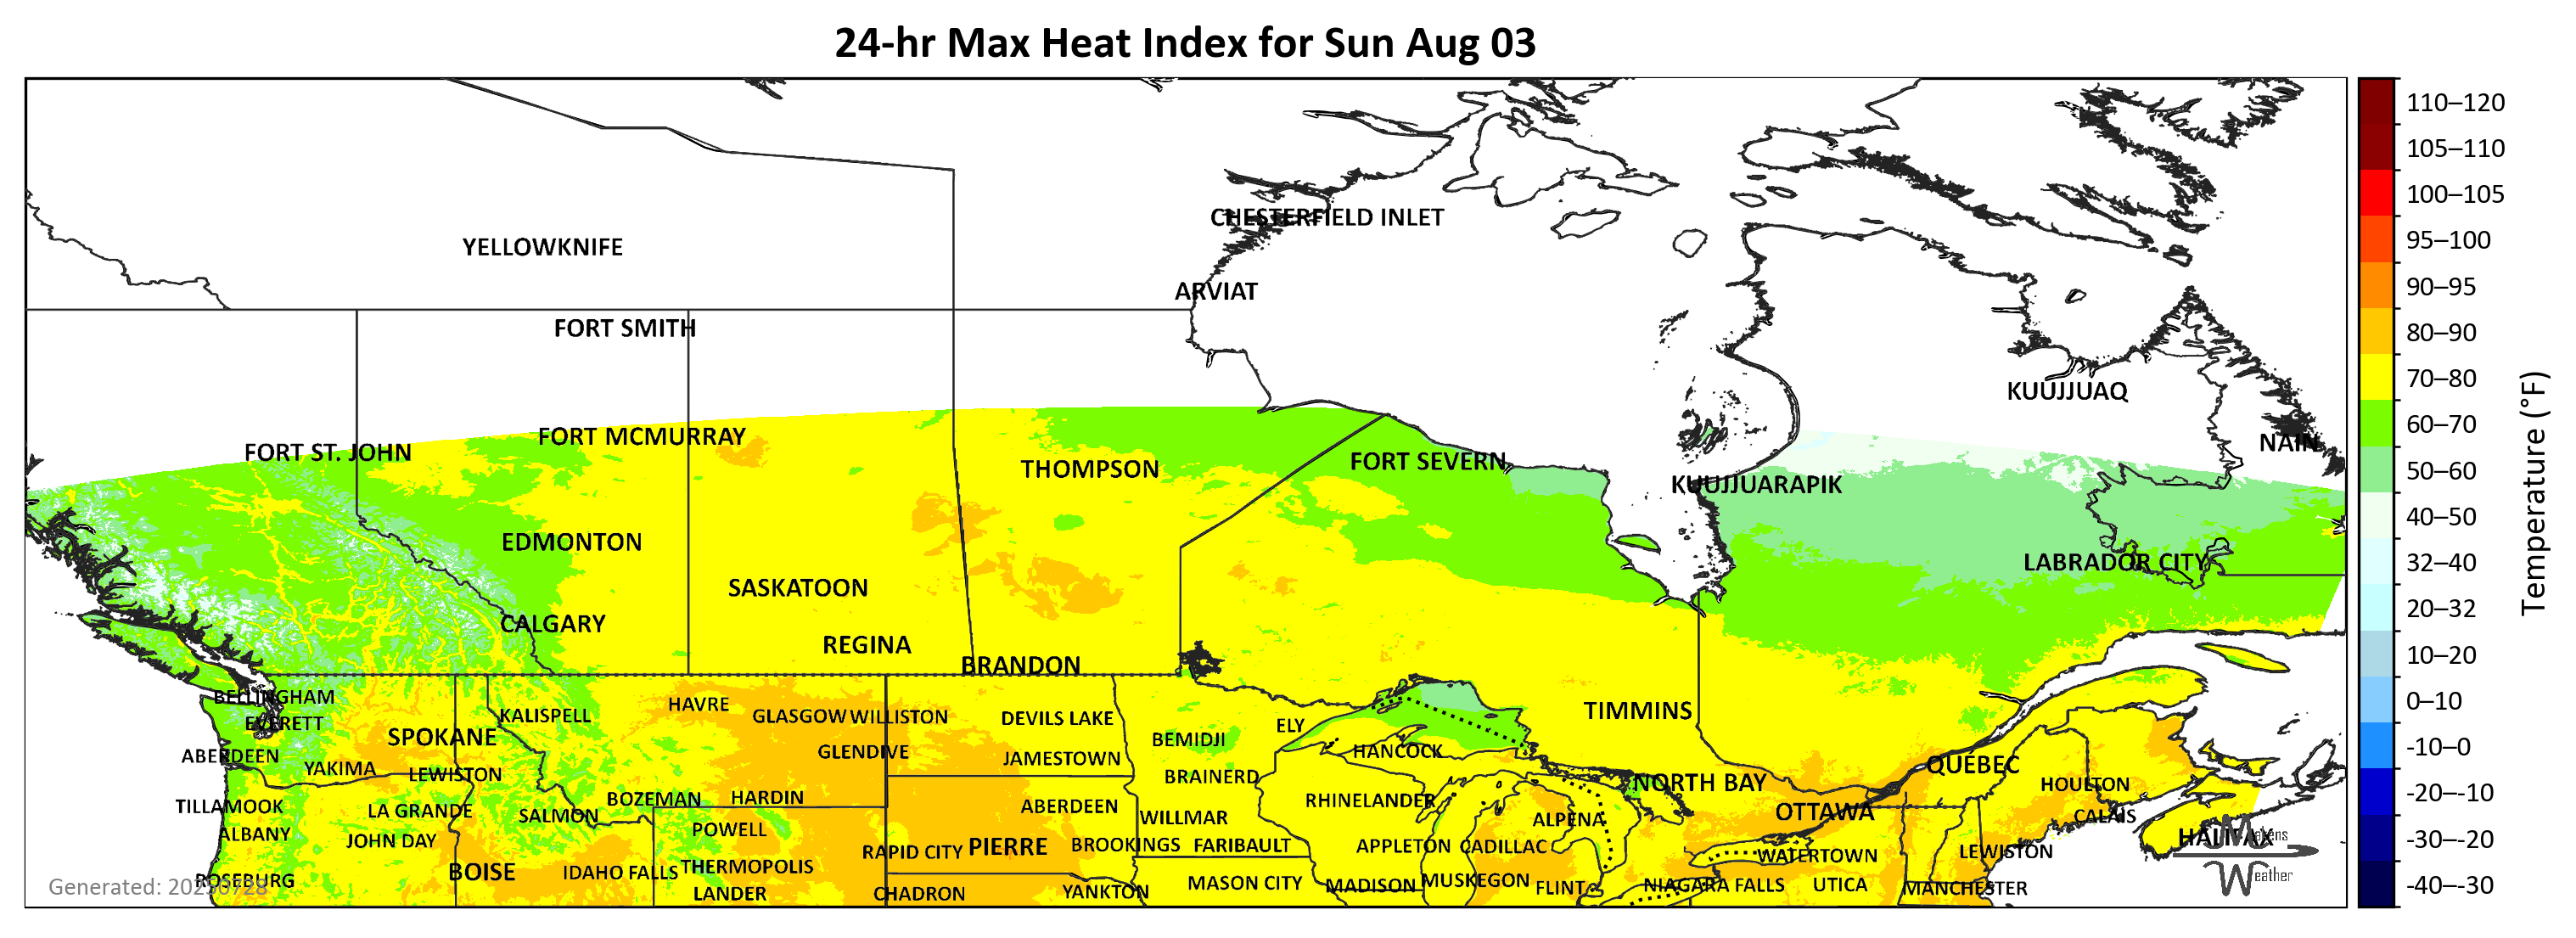 24-hr Max Heat Index for Sun Aug 03
110–120
105–110
CHESTERFIELD INLET
100–105
YELLOWKNIFE
95–100
ARVIAT
90–95
FORT SMITH
80–90
KUUJJUAQ
70–80
FORT MCMURRAY
60–70
NAIN
FORT ST. JOHN
THOMPSON
FORT SEVERN
50–60
KUUJJUARAPIK
40–50
EDMONTON
LABRADOR CITY
32–40
SASKATOON
20–32
CALGARY
REGINA
10–20
BRANDON
BELLINGHAM
0–10
HAVRE
TIMMINS
KALISPELL
GLASGOW WILLISTON
DEVILS LAKE
EVERETT
ELY
SPOKANE
BEMIDJI
-10–0
GLENDIVE
HANCOCK
ABERDEEN
JAMESTOWN
QUÉBEC
YAKIMA
LEWISTON
BRAINERD
NORTH BAY
HOULTON
-20–-10
BOZEMAN
HARDIN
RHINELANDER
TILLAMOOK
LA GRANDE
ABERDEEN
OTTAWA
SALMON
WILLMAR
ALPENA
CALAIS
ALBANY
POWELL
HALIFAX
Makens
Weather
JOHN DAY
RAPID CITY
PIERRE
BROOKINGS
FARIBAULT
APPLETON
CADILLAC
WATERTOWN
LEWISTON
-30–-20
BOISE
IDAHO FALLS
THERMOPOLIS
ROSEBURG
Generated: 20250728
MASON CITY
MADISON
MUSKEGON
FLINT
NIAGARA FALLS
UTICA
MANCHESTER
-40–-30
LANDER
CHADRON
YANKTON
Temperature (°F)